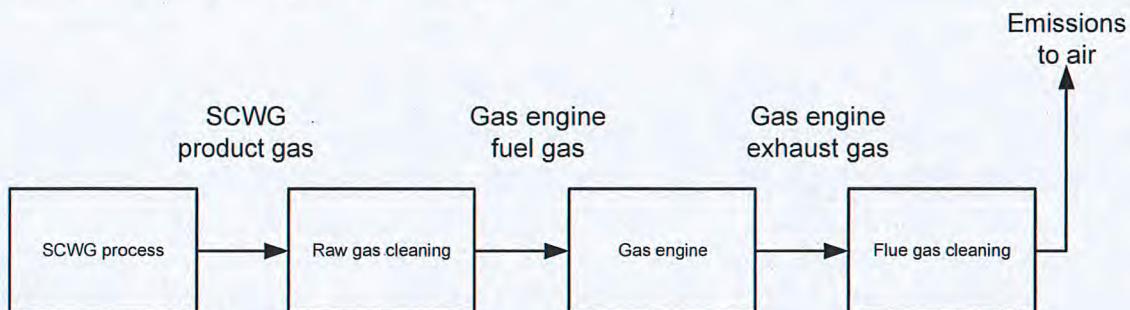 Emissions
to air
SCWG
product gas
Gas engine
fuel gas
Gas engine
exhaust gas
SCWG process
Raw gas cleaning
Gas engine
Flue gas cleaning